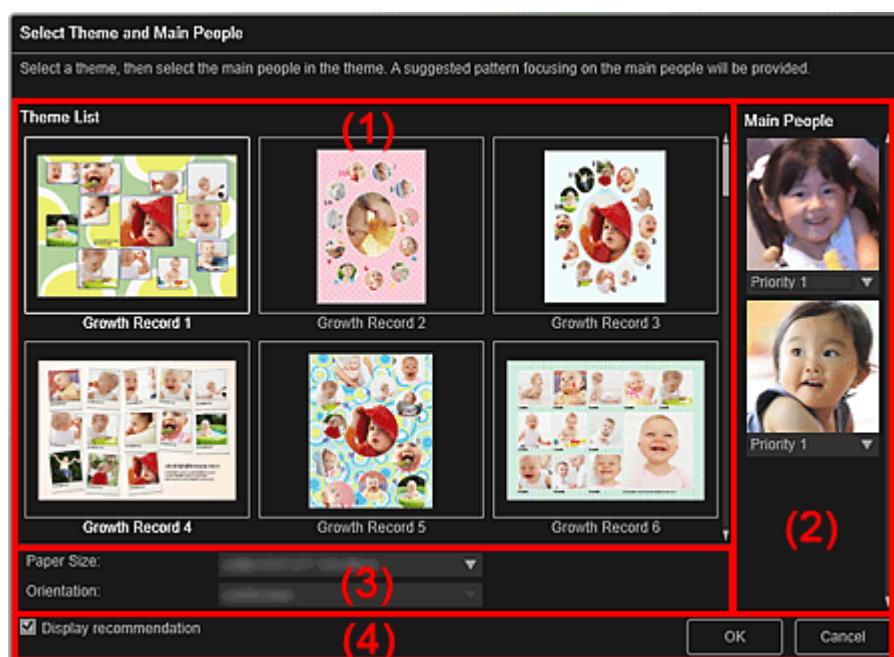 Select Theme and Main People
Select a theme, then select the main people in the theme. A suggested pattern focusing on the main people will be provided.
Theme List
(1)
Growth Record 1
Growth Record 2
Growth Record 3
Growth Record 4
Growth Record 5
Growth Record 6
Main People
Priority 1
Priority 1
(2)
Paper Size:
Orientation:
(3)
Display recommendation
(4)
OK
Cancel